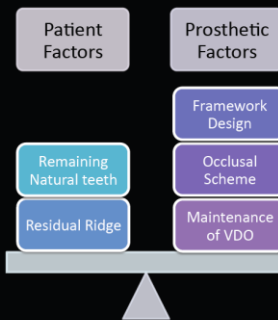 Patient
Factors
Prosthetic
Factors
Framework
Design
Remaining
Natural teeth
Occlusal
Scheme
Residual Ridge
Maintenance
of VDO